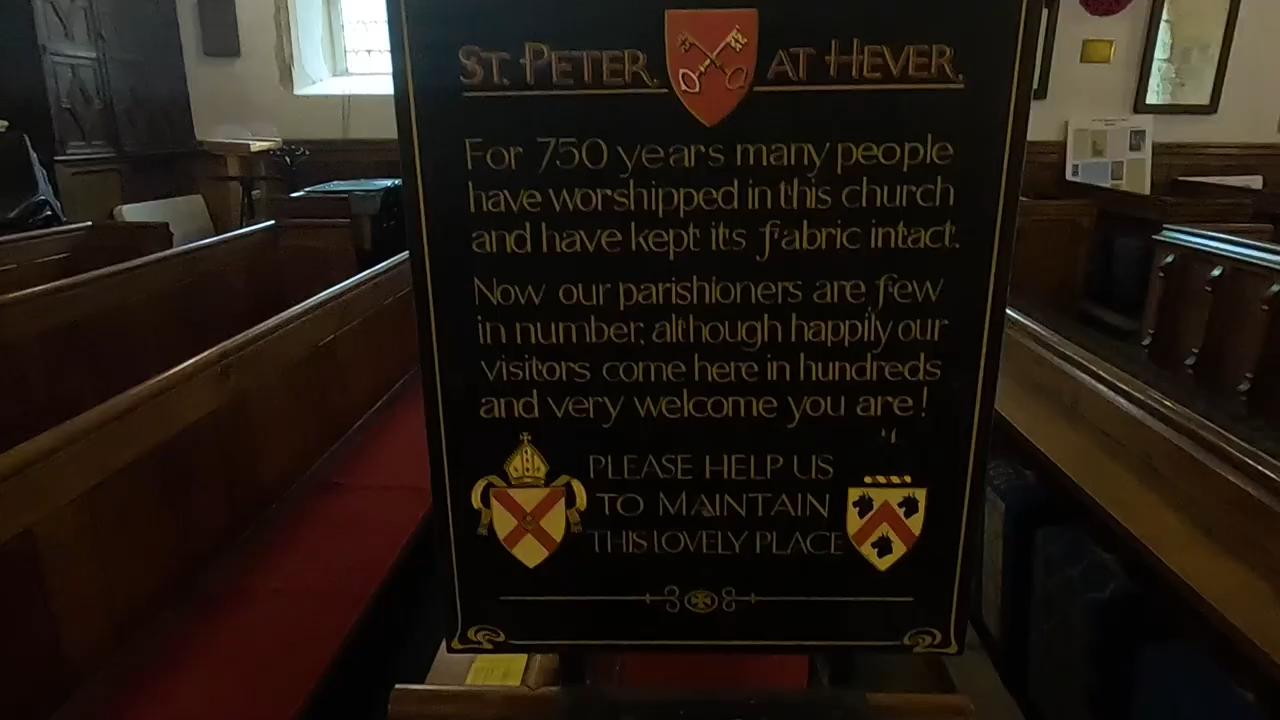 ST. PETER. AT HEVER.
For 750 years many people
have worshipped in this church
and have kept its fabric intact.
Now our parishioners are few
in number, although happily our
visitors come here in hundreds
and very welcome you are!
PLEASE HELP US
TO MAINTAIN
THIS LOVELY PLACE